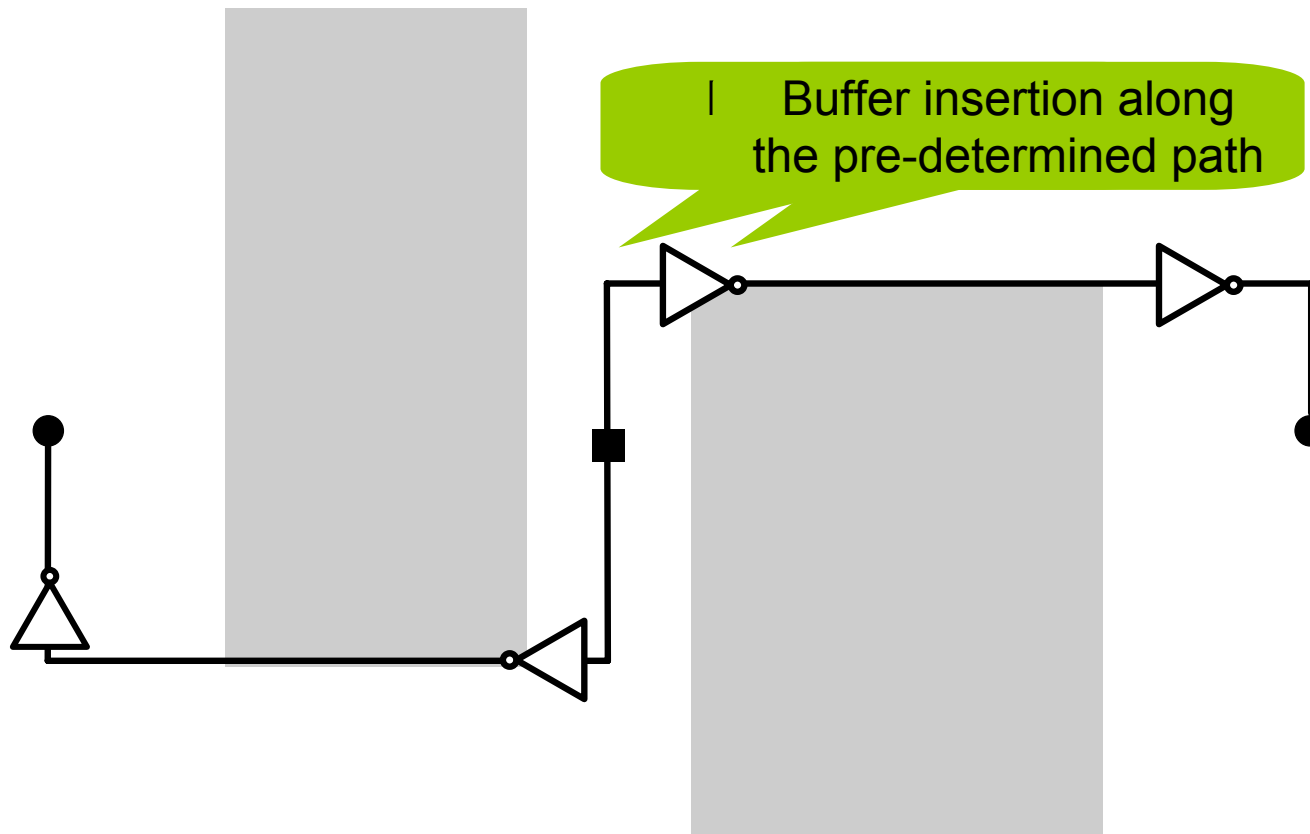 Buffer insertion along
the pre-determined path